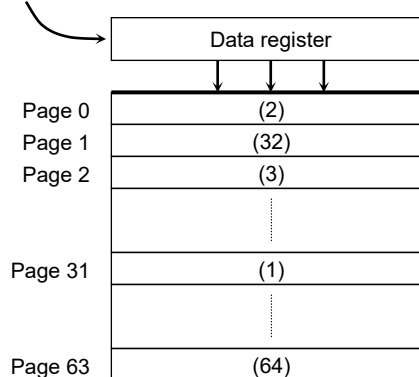 Data register
Page 0 (2)
Page 1 (32)
Page 2 (3)
Page 31 (1)
Page 63 (64)